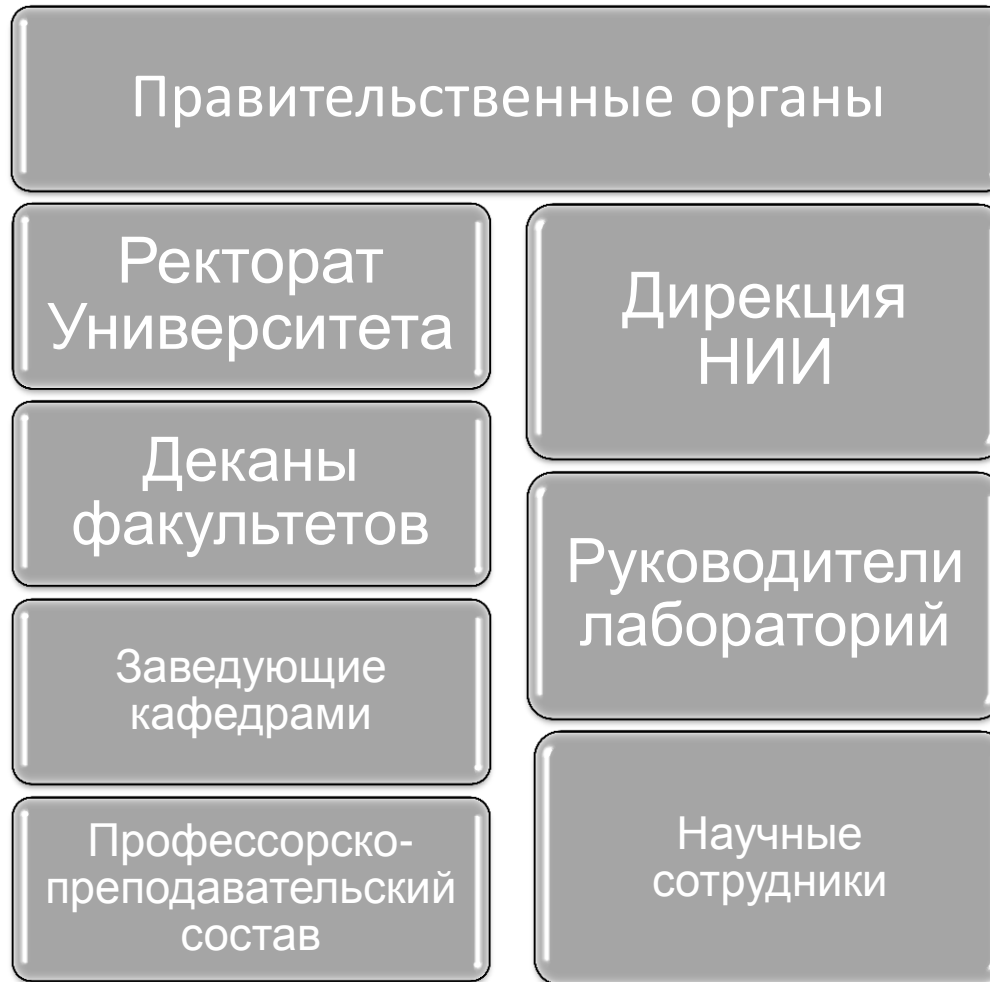 Правительственные органы
Ректорат
Университета
Деканы
факультетов
Заведующие
кафедрами
Профессорско-
преподавательский
состав
Дирекция
НИИ
Руководители
лабораторий
Научные
сотрудники